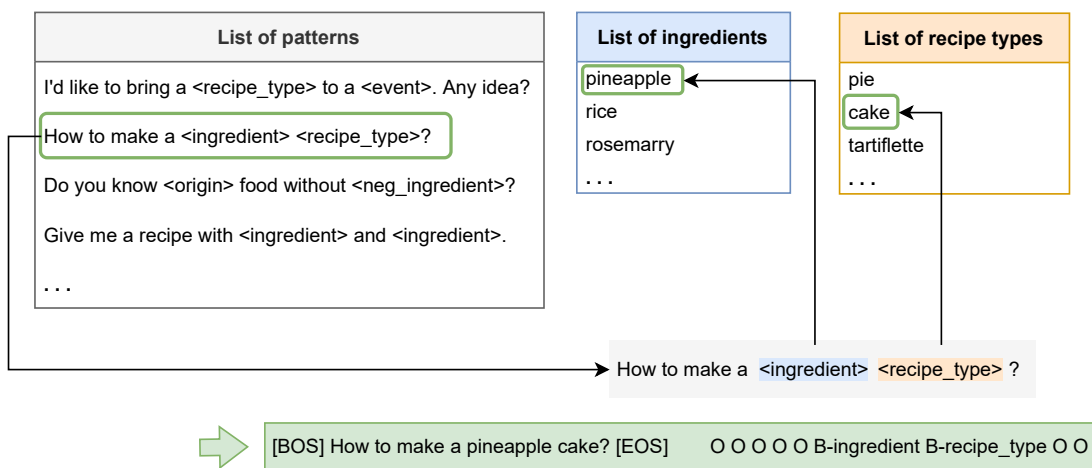 List of patterns
I'd like to bring a <recipe_type> to a <event>. Any idea?
How to make a <ingredient> <recipe_type>?
Do you know <origin> food without <neg_ingredient>?
Give me a recipe with <ingredient> and <ingredient>.
. . .
List of ingredients
pineapple
rice
rosemarry
. . .
List of recipe types
pie
cake
tartiflette
. . .
How to make a <ingredient> <recipe_type> ?
[BOS] How to make a pineapple cake? [EOS] O O O O O B-ingredient B-recipe_type O O